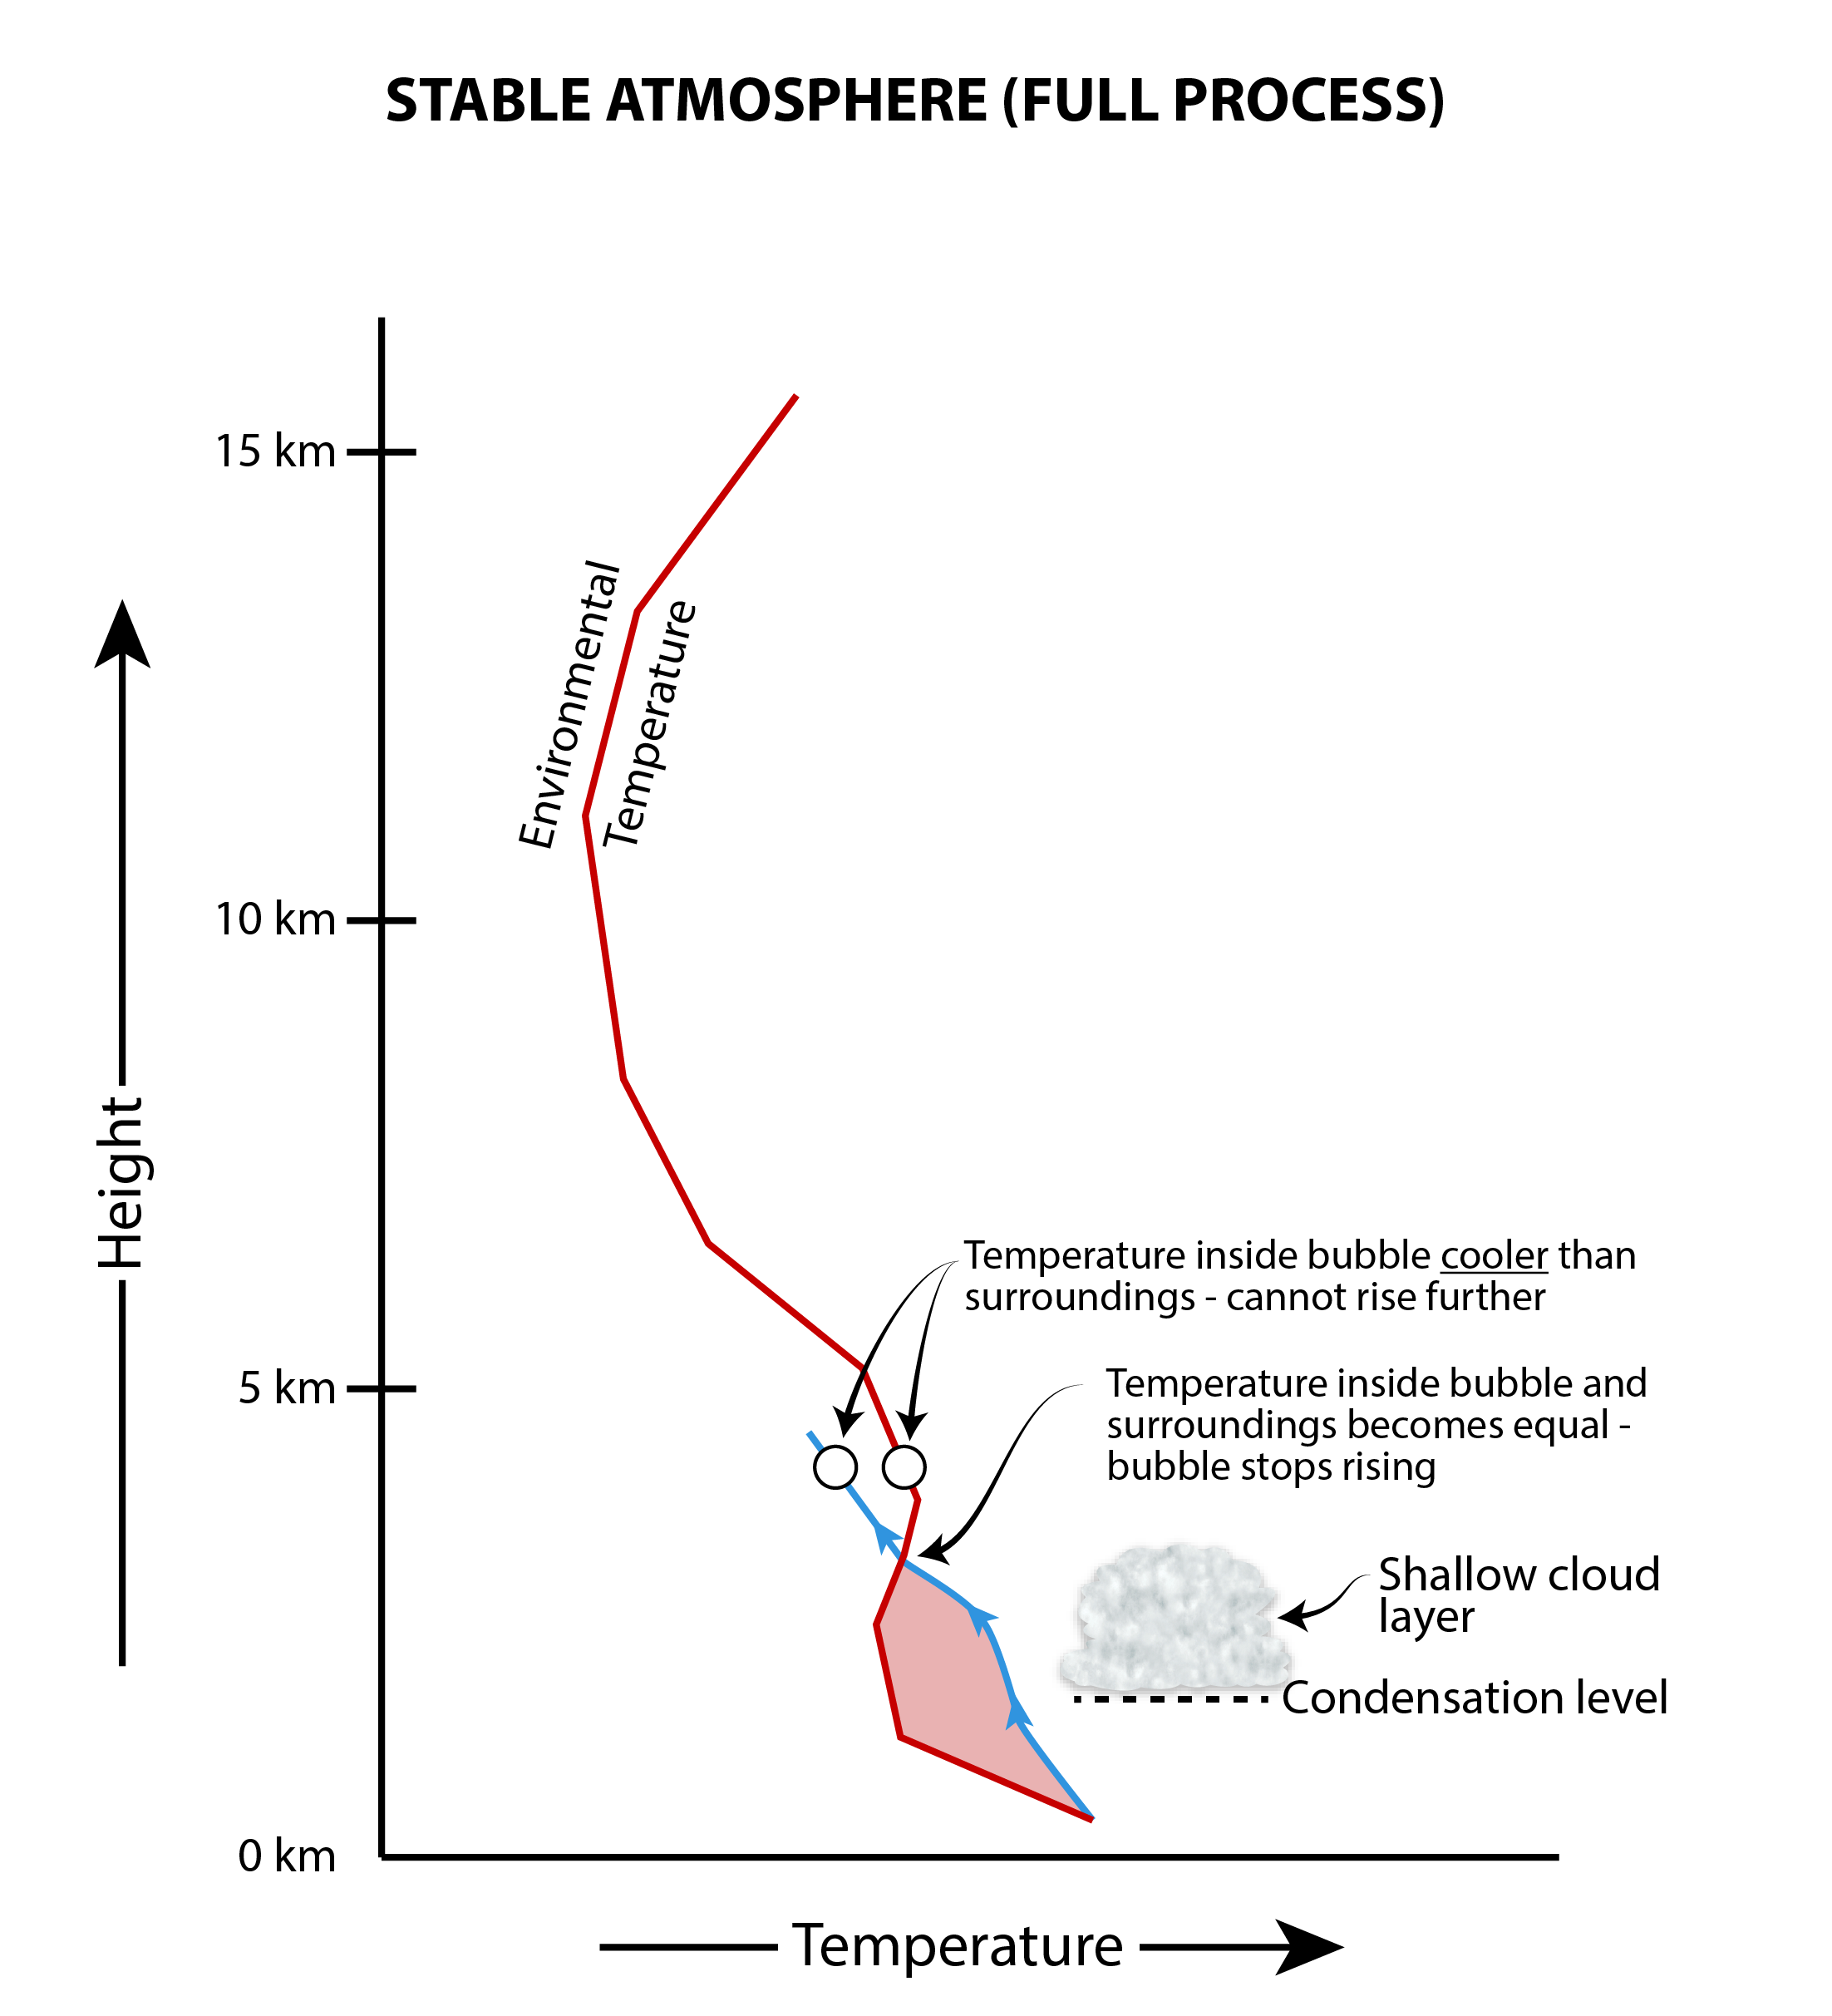 STABLE ATMOSPHERE (FULL PROCESS)
15 km
Environmental
Temperature
10 km
Height
Temperature inside bubble cooler than
surroundings - cannot rise further
5 km
Temperature inside bubble and
surroundings becomes equal -
bubble stops rising
Shallow cloud
layer
Condensation level
0 km
Temperature